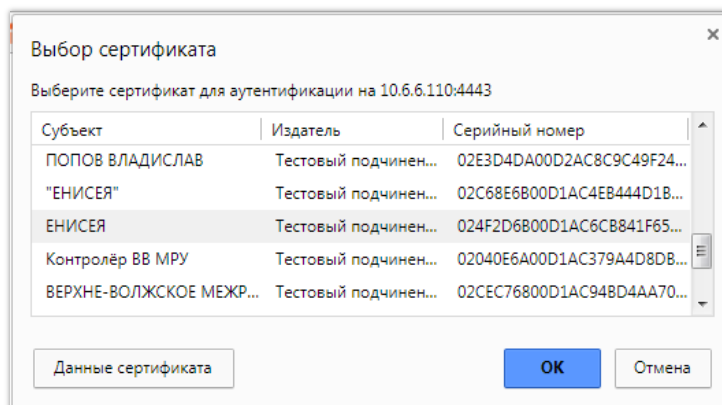 Выбор сертификата
Выберите сертификат для аутентификации на 10.6.6.110:4443
Субъект Издатель Серийный номер
ПОПОВ ВЛАДИСЛАВ Тестовый подчинен... 02E3D4DA00D2AC8C9C49F24...
"ЕНИСЕЯ" Тестовый подчинен... 02C68E6B00D1AC4EB444D1B...
ЕНИСЕЯ Тестовый подчинен... 024F2D6B00D1AC6CB841F65...
Контролёр ВВ МРУ Тестовый подчинен... 02040E6A00D1AC379A4D8DB...
ВЕРХНЕ-ВОЛЖСКОЕ МЕЖР... Тестовый подчинен... 02CEC76800D1AC94BD4AA70...
Данные сертификата ОК Отмена